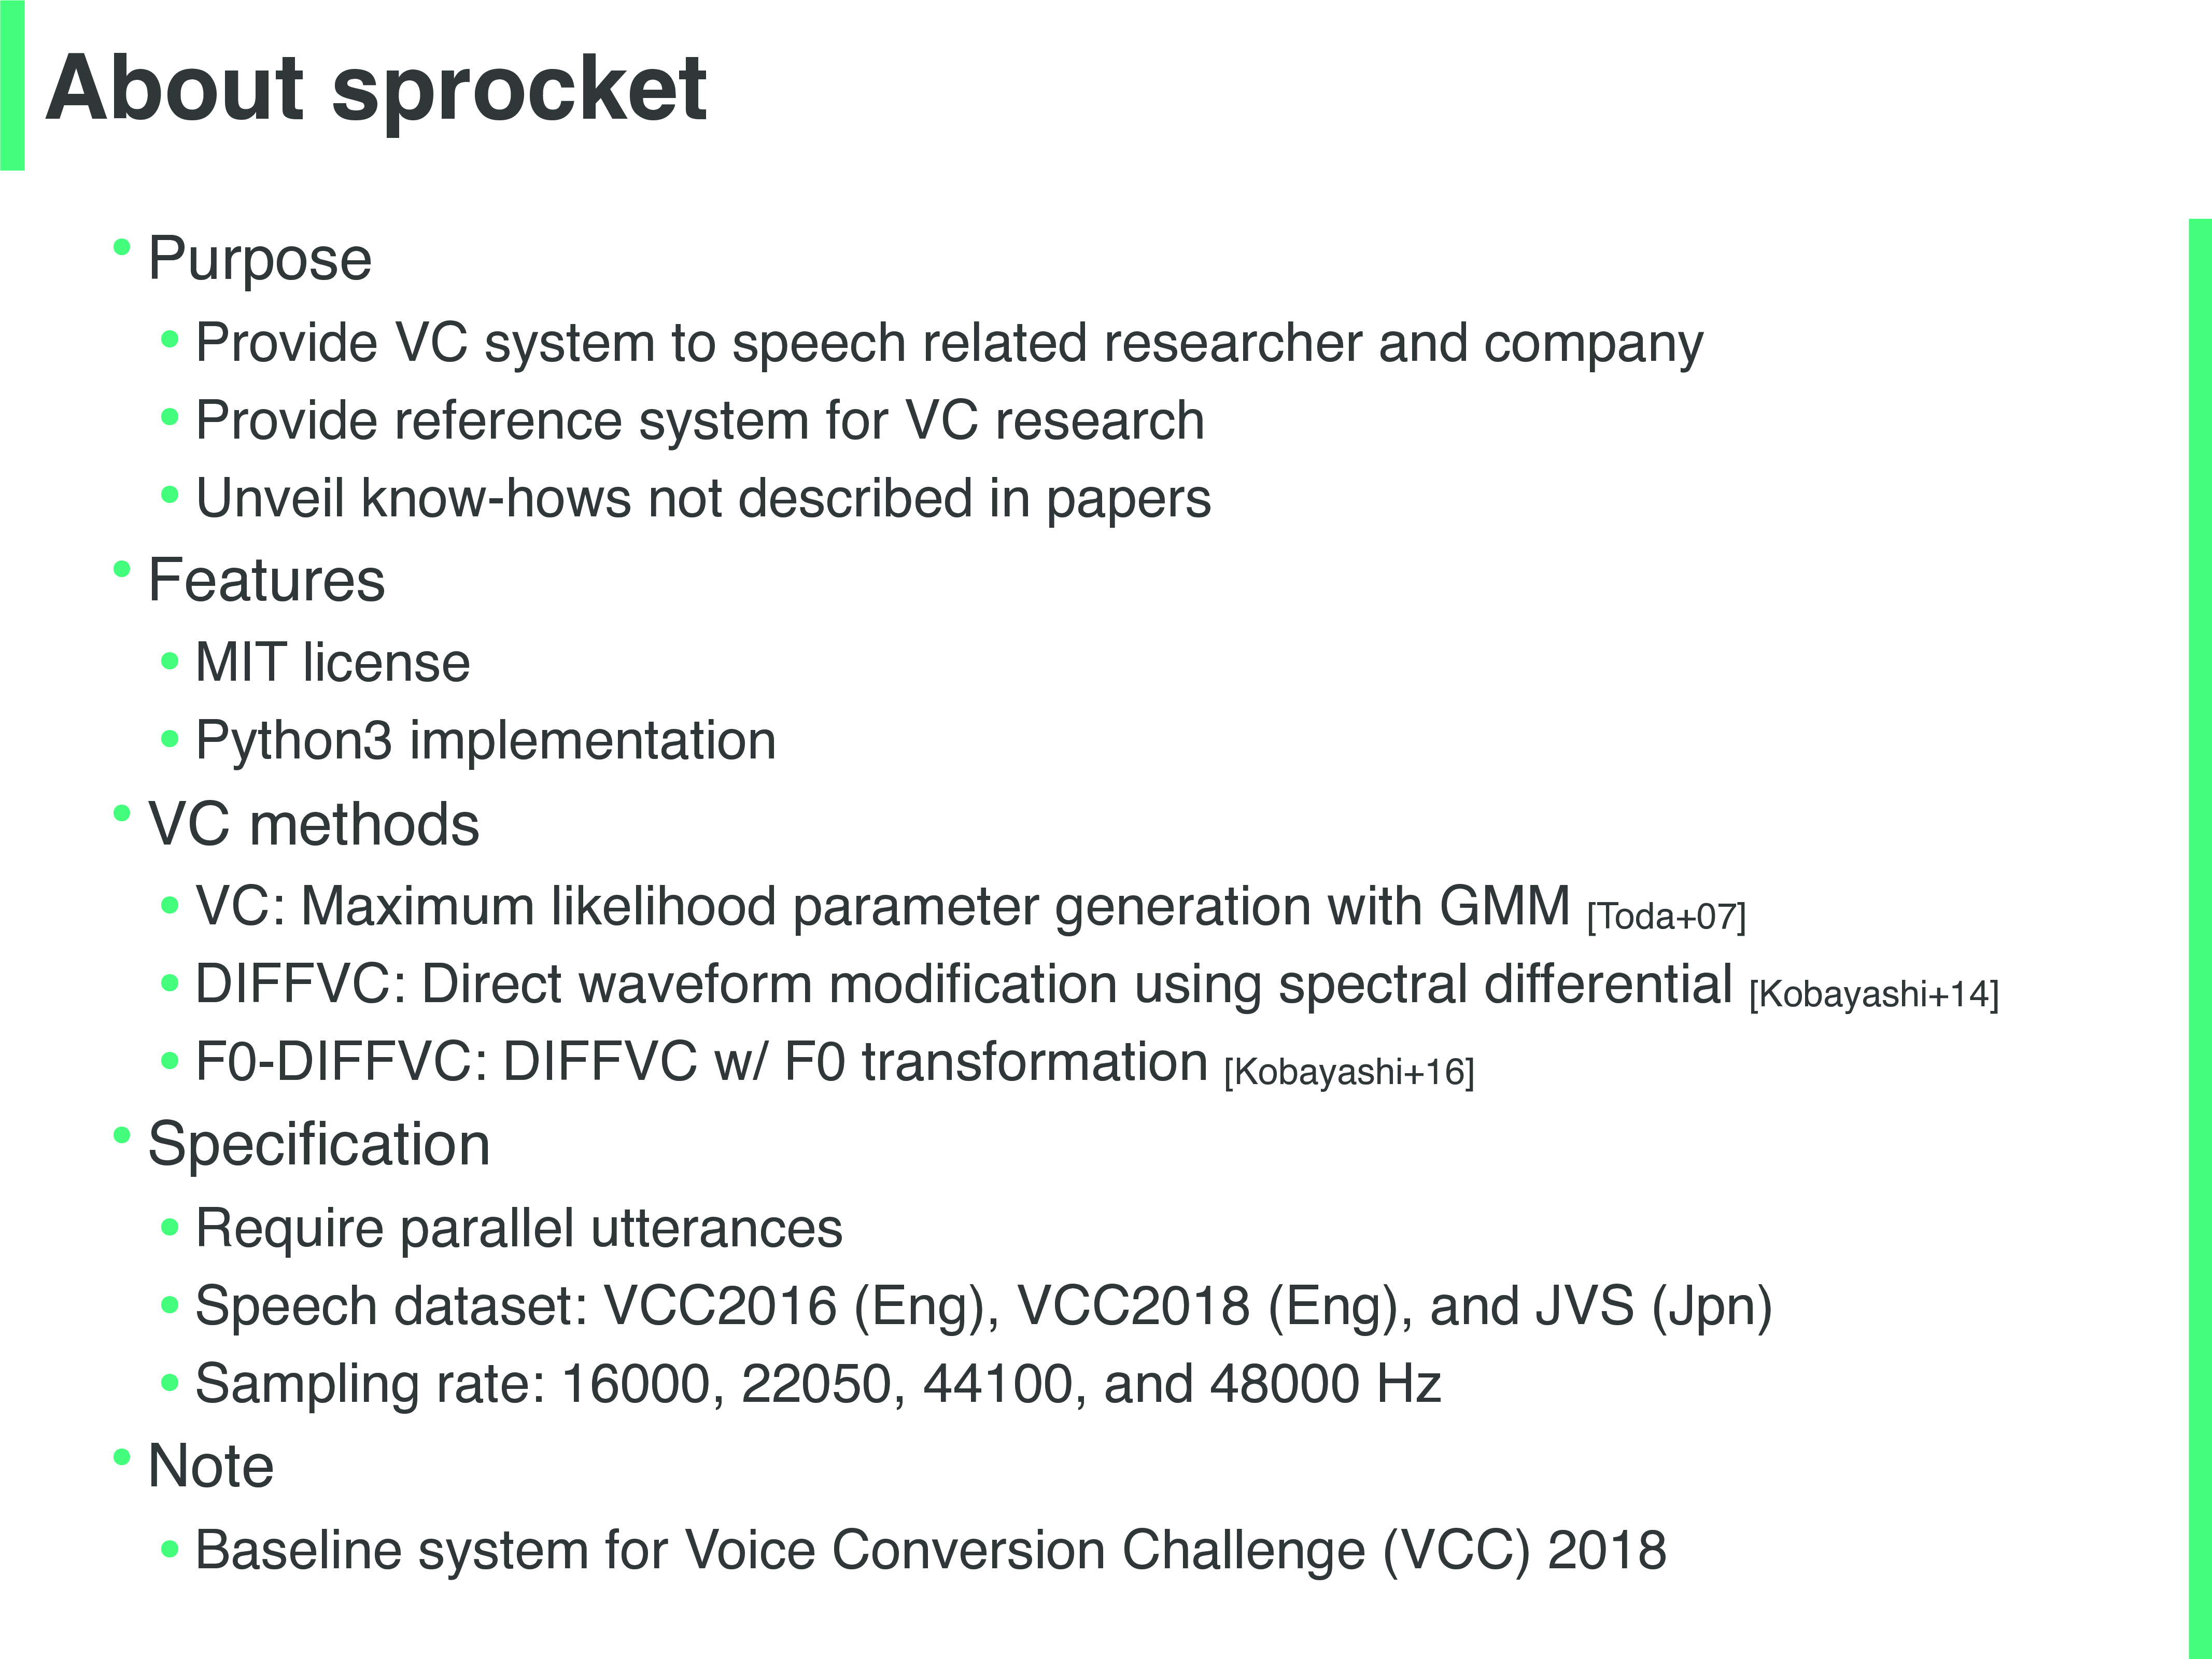 About sprocket
• Purpose
• Provide VC system to speech related researcher and company
• Provide reference system for VC research
• Unveil know-hows not described in papers
• Features
• MIT license
• Python3 implementation
• VC methods
• VC: Maximum likelihood parameter generation with GMM [Toda+07]
• DIFFVC: Direct waveform modification using spectral differential [Kobayashi+14]
• F0-DIFFVC: DIFFVC w/ F0 transformation [Kobayashi+16]
• Specification
• Require parallel utterances
• Speech dataset: VCC2016 (Eng), VCC2018 (Eng), and JVS (Jpn)
• Sampling rate: 16000, 22050, 44100, and 48000 Hz
• Note
• Baseline system for Voice Conversion Challenge (VCC) 2018